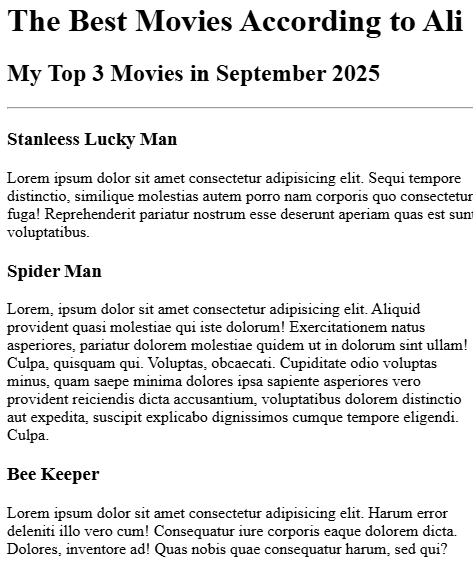 The Best Movies According to Ali
My Top 3 Movies in September 2025
Stanleess Lucky Man
Lorem ipsum dolor sit amet consectetur adipisicing elit. Sequi tempore
distinctio, similique molestias autem porro nam corporis quo consectetur
fuga! Reprehenderit pariatur nostrum esse deserunt aperiam quas est sunt
voluptatibus.
Spider Man
Lorem, ipsum dolor sit amet consectetur adipisicing elit. Aliquid
provident quasi molestiae qui iste dolorum! Exercitationem natus
asperiores, pariatur dolorem molestiae quidem ut in dolorum sint ullam!
Culpa, quisquam qui. Voluptas, obcaecati. Cupiditate odio voluptas
minus, quam saepe minima dolores ipsa sapiente asperiores vero
provident reiciendis dicta accusantium, voluptatibus dolorem distinctio
aut expedita, suscipit explicabo dignissimos cumque tempore eligendi.
Culpa.
Bee Keeper
Lorem ipsum dolor sit amet consectetur adipisicing elit. Harum error
deleniti illo vero cum! Consequatur iure corporis eaque dolorem dicta.
Dolores, inventore ad! Quas nobis quae consequatur harum, sed qui?